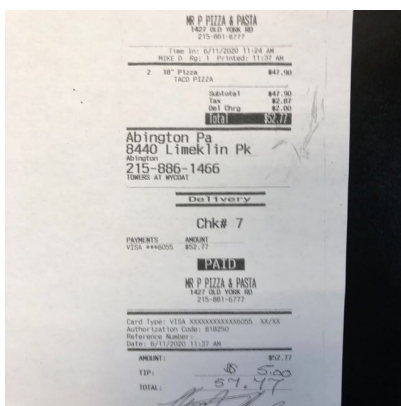 MR P PIZZA & PASTA
1427 OLD YORK RD
215-881-6777
Time In: 6/11/2020 11:24 AM
MIKE D Rg: 1 Printed: 11:37 AM
2 16" Pizza $47.90
TACO PIZZA
Subtotal $47.90
Tax $2.87
Del Chrg $2.00
Total $52.77
Abington Pa
8440 Limeklin Pk
Abington
215-886-1466
TOWERS AT WYCOAT
Delivery
Chk# 7
PAYMENTS AMOUNT
VISA ***6055 $52.77
PAID
MR P PIZZA & PASTA
1427 OLD YORK RD
215-881-6777
Card Type: VISA XXXXXXXXXXXX6055 XX/XX
Authorization Code: 818250
Reference Number:
Date: 6/11/2020 11:37 AM
AMOUNT: $52.77
TIP: $ 5.00
TOTAL: 57.77